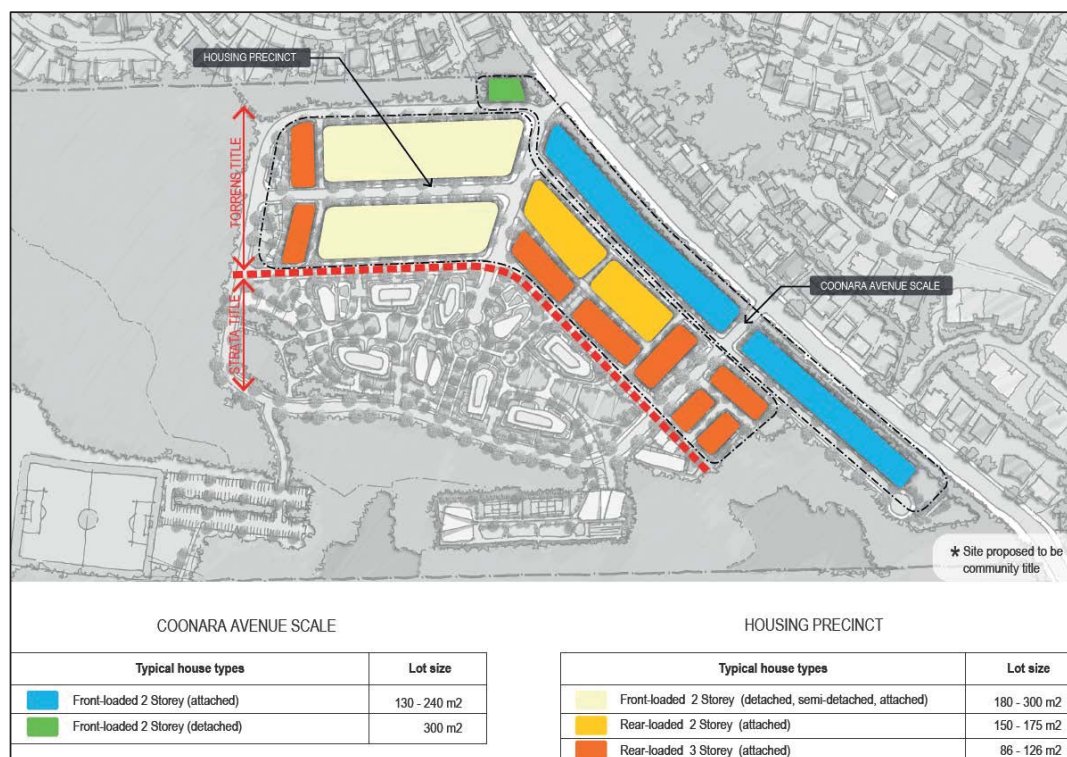 HOUSING PRECINCT
TORRENS TITLE
STRATA TITLE
COONARA AVENUE SCALE
* Site proposed to be
community title
COONARA AVENUE SCALE
Typical house types Lot size
Front-loaded 2 Storey (attached) 130 - 240 m2
Front-loaded 2 Storey (detached) 300 m2
HOUSING PRECINCT
Typical house types Lot size
Front-loaded 2 Storey (detached, semi-detached, attached) 180 - 300 m2
Rear-loaded 2 Storey (attached) 150 - 175 m2
Rear-loaded 3 Storey (attached) 86 - 126 m2